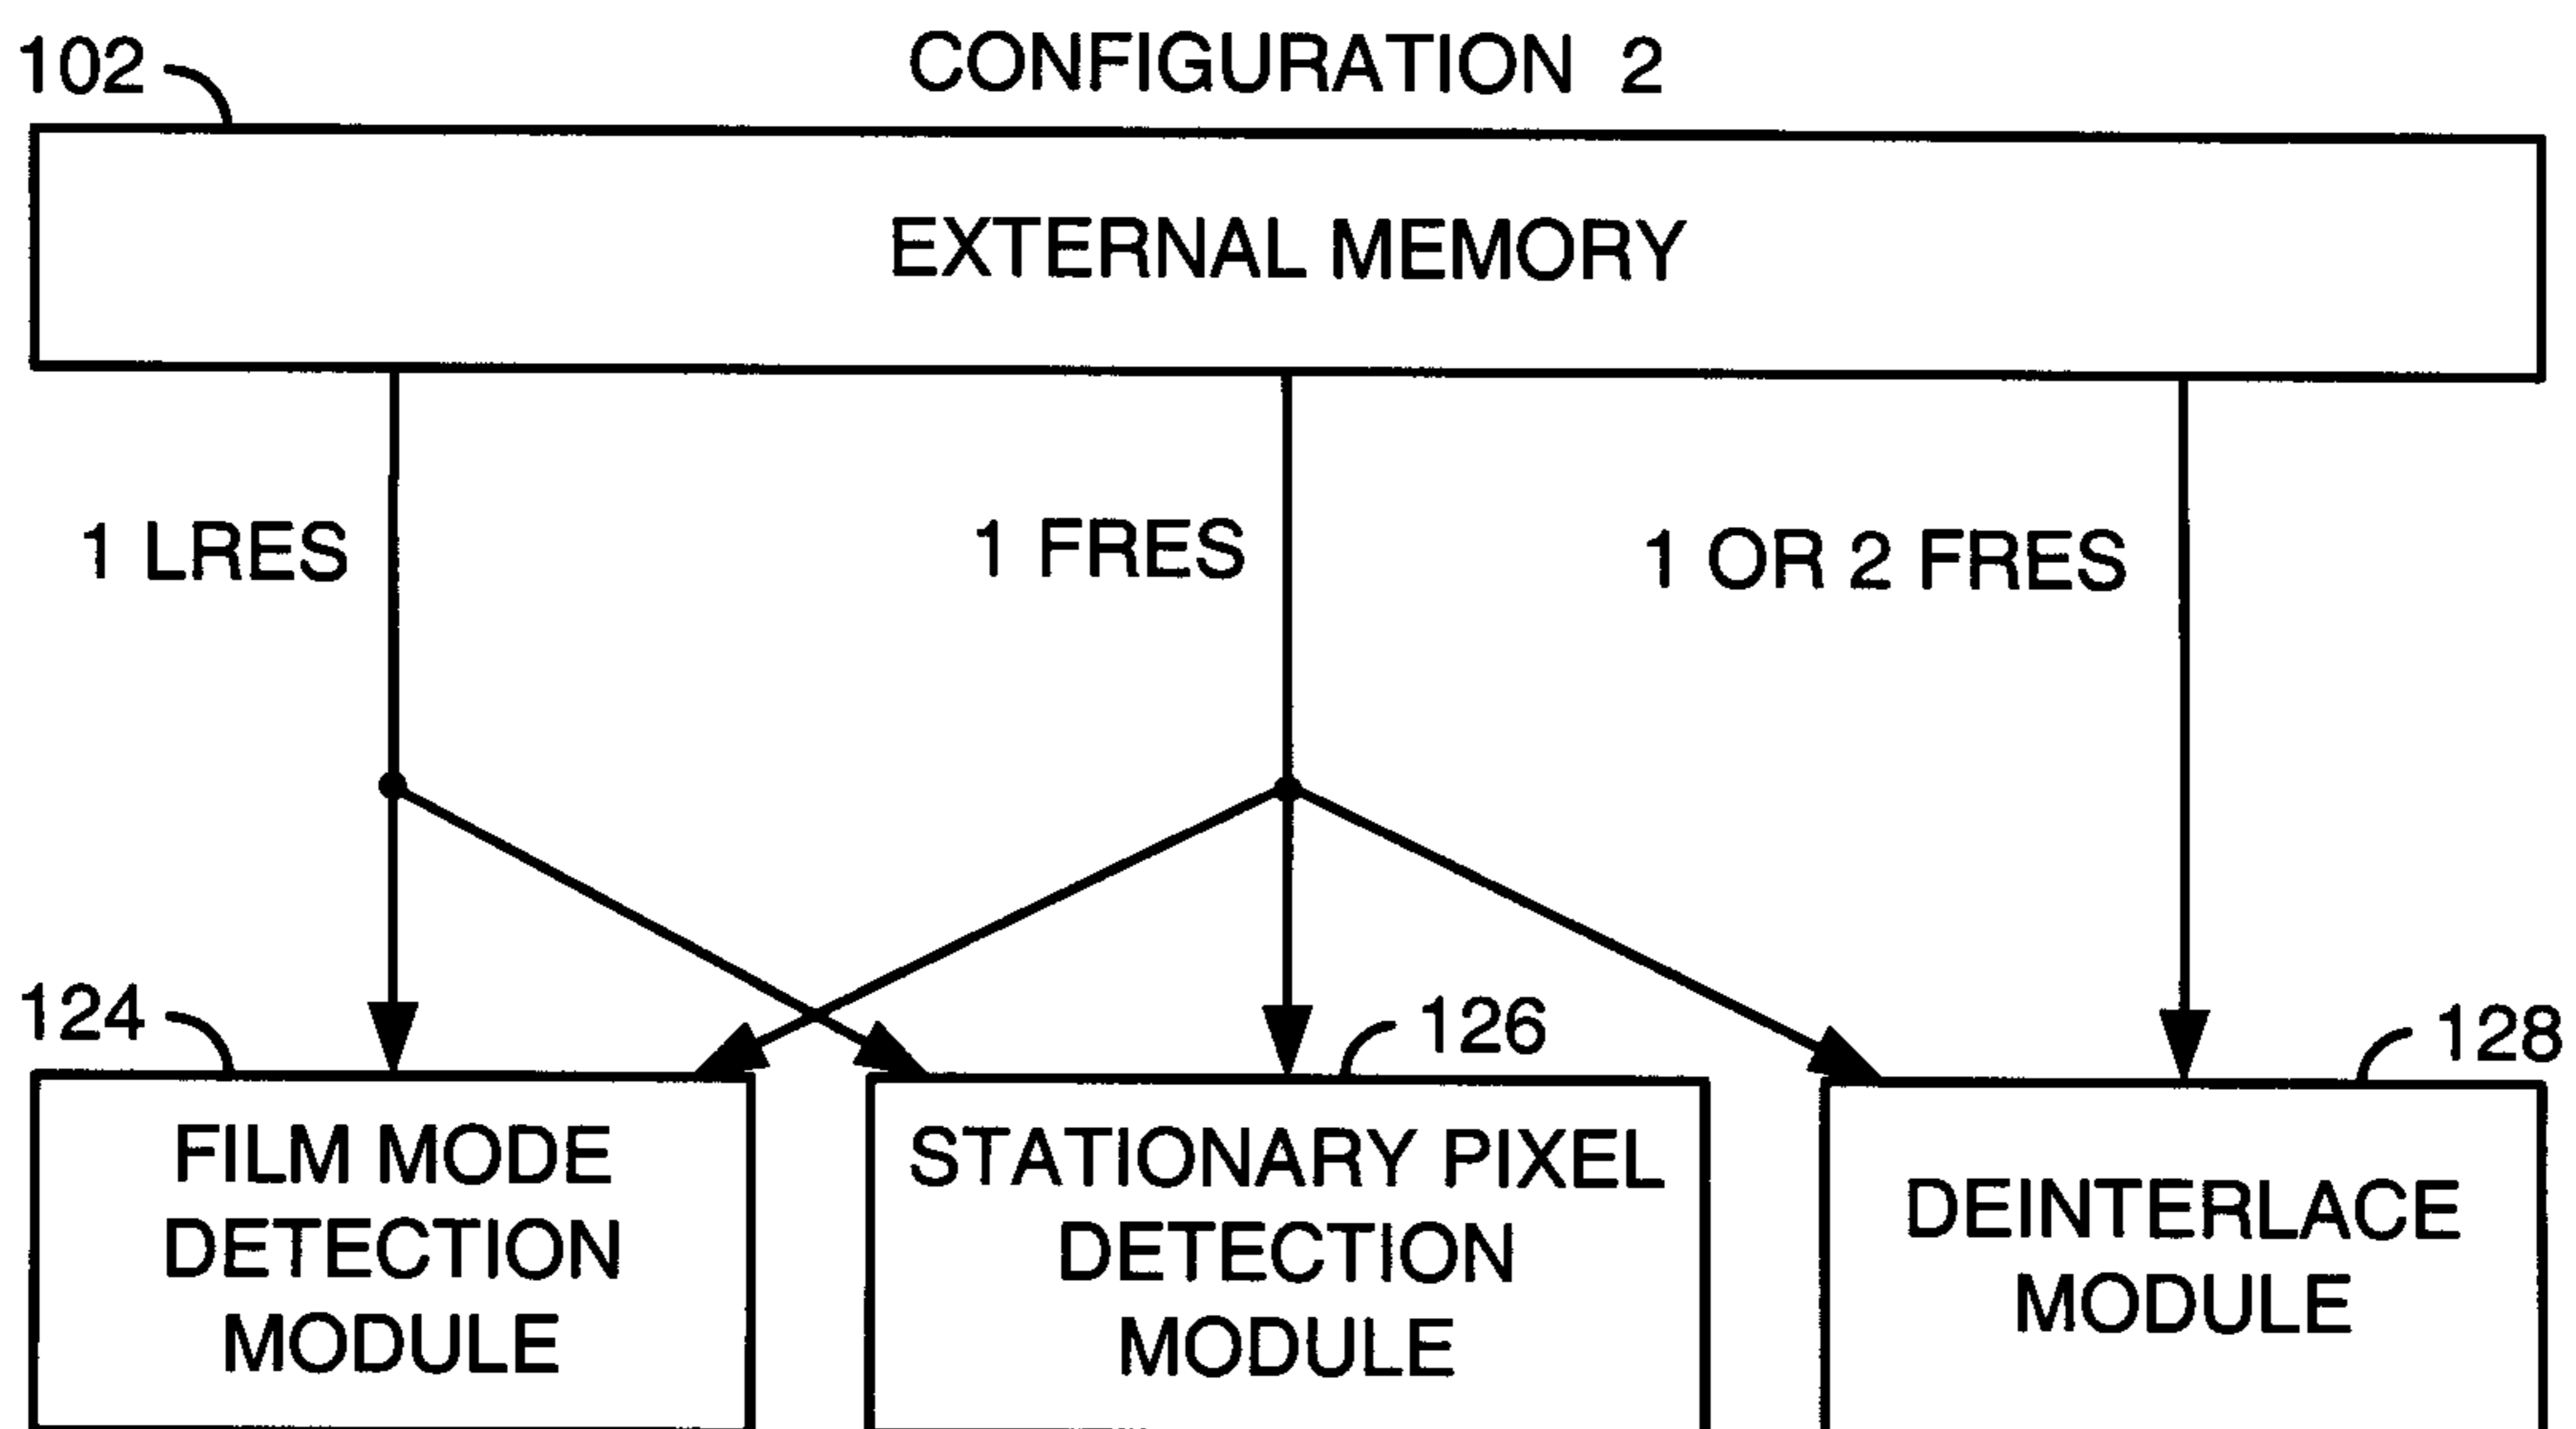 CONFIGURATION 2
102
EXTERNAL MEMORY
1 LRES
1 FRES
1 OR 2 FRES
124
126
128
FILM MODE
DETECTION
MODULE
STATIONARY PIXEL
DETECTION
MODULE
DEINTERLACE
MODULE